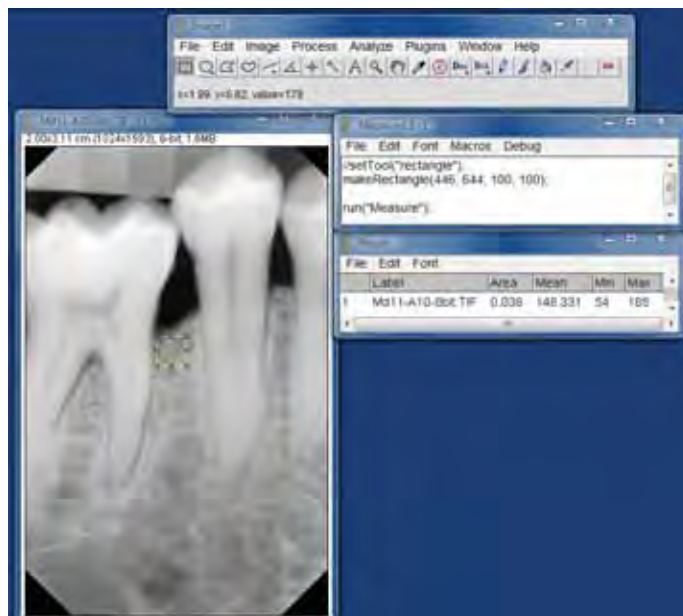 File Edit Image Process Analyze Plugins Window Help
x=1.99, y=0.82, value=179
2.00x3.11 cm (1024x1593); 8-bit; 1.6MB
File Edit Font Macros Debug
//setTool("rectangle");
makeRectangle(446, 644, 100, 100);
run("Measure");
File Edit Font
Label Area Mean Min Max
1 Md11-A10-8bit.TIF 0.038 148.331 54 185